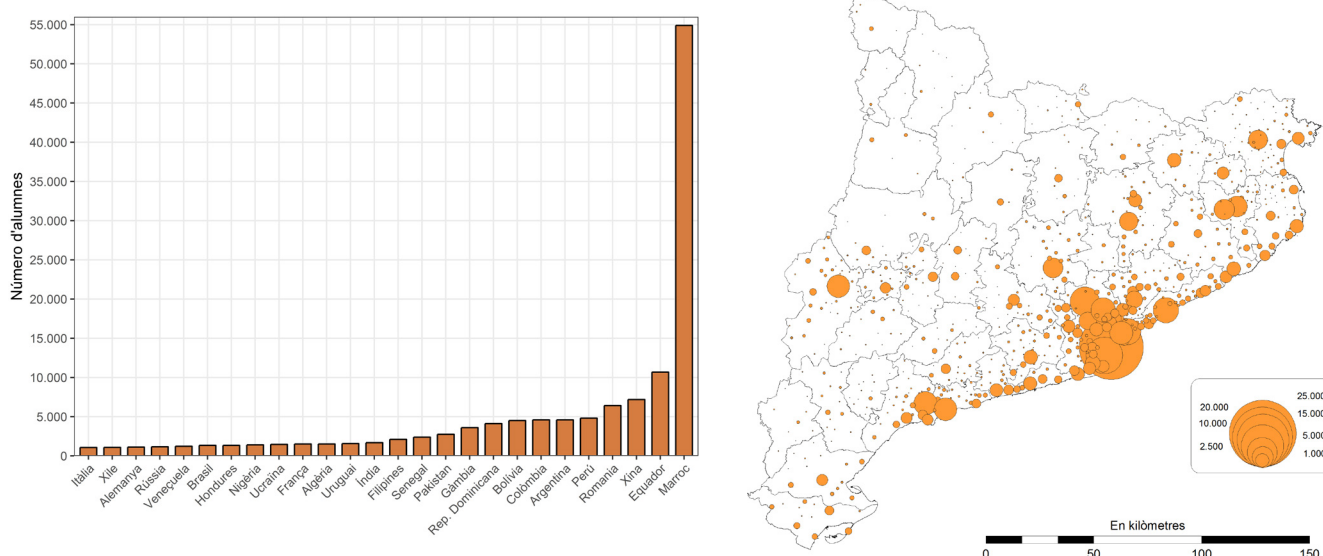 Número d'alumnes
55.000
50.000
45.000
40.000
35.000
30.000
25.000
20.000
15.000
10.000
5.000
0
Itàlia
Xile
Alemanya
Rússia
Veneçuela
Brasil
Hondures
Nigèria
Ucraïna
França
Algèria
Uruguai
Índia
Filipines
Senegal
Pakistan
Gàmbia
Rep. Dominicana
Bolívia
Colòmbia
Argentina
Perú
Romania
Xina
Equador
Marroc
25.000
20.000
15.000
10.000
5.000
2.500
1.000
En kilòmetres
0 50 100 150